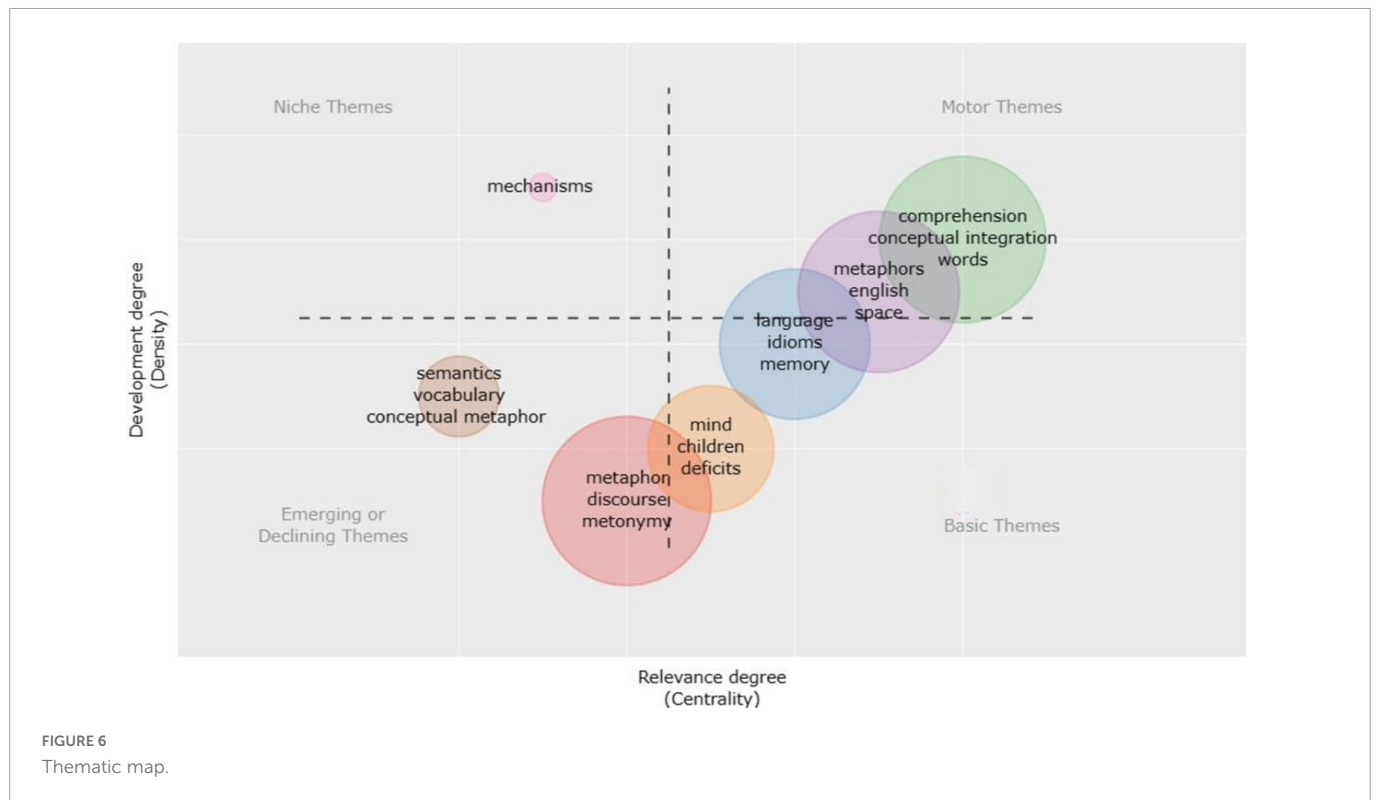 Niche Themes
Motor Themes
mechanisms
comprehension
conceptual integration
words
metaphors
english
space
language
idioms
memory
Development degree
(Density)
semantics
vocabulary
conceptual metaphor
mind
children
deficits
metaphor
discourse
metonymy
Emerging or
Declining Themes
Basic Themes
Relevance degree
(Centrality)
FIGURE 6
Thematic map.